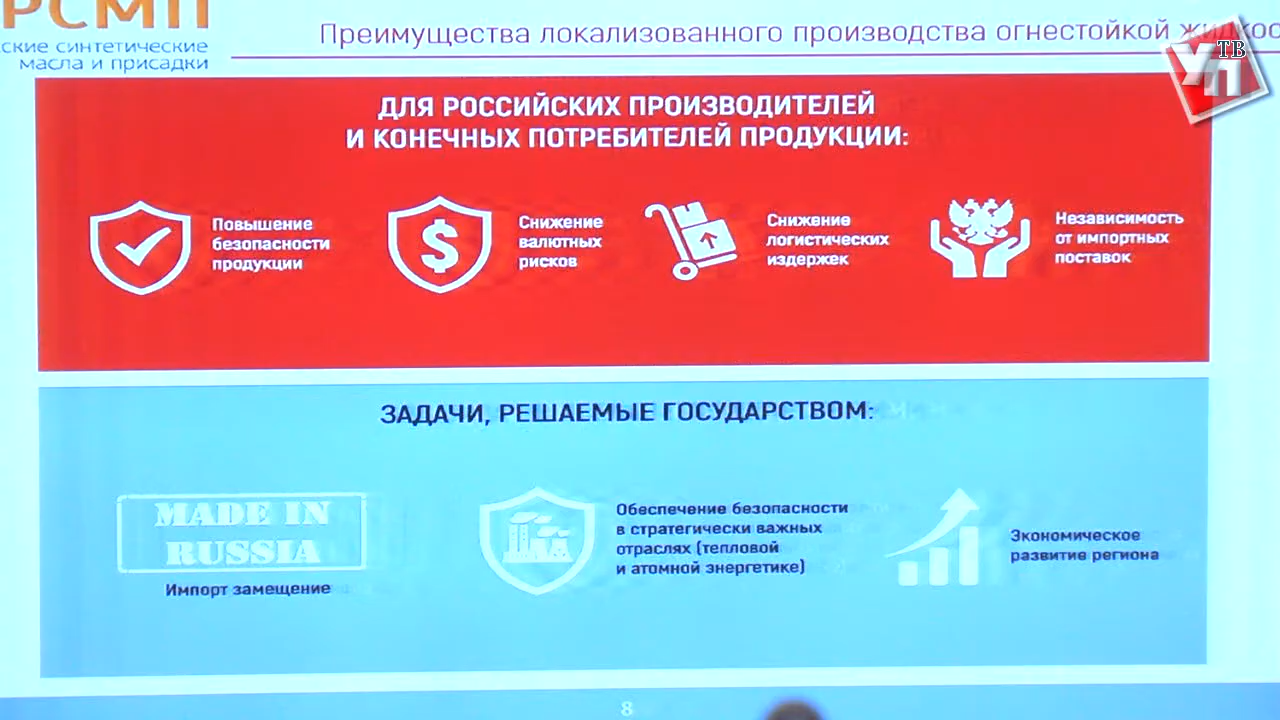 РСМП
ские синтетические
масла и присадки
Преимущества локализованного производства огнестойкой
ТВ
УП
ДЛЯ РОССИЙСКИХ ПРОИЗВОДИТЕЛЕЙ
И КОНЕЧНЫХ ПОТРЕБИТЕЛЕЙ ПРОДУКЦИИ:
Повышение
безопасности
продукции
Снижение
валютных
рисков
Снижение
логистических
издержек
Независимость
от импортных
поставок
ЗАДАЧИ, РЕШАЕМЫЕ ГОСУДАРСТВОМ:
MADE IN
RUSSIA
Импорт замещение
Обеспечение безопасности
в стратегически важных
отраслях (тепловой
и атомной энергетике)
Экономическое
развитие региона
8